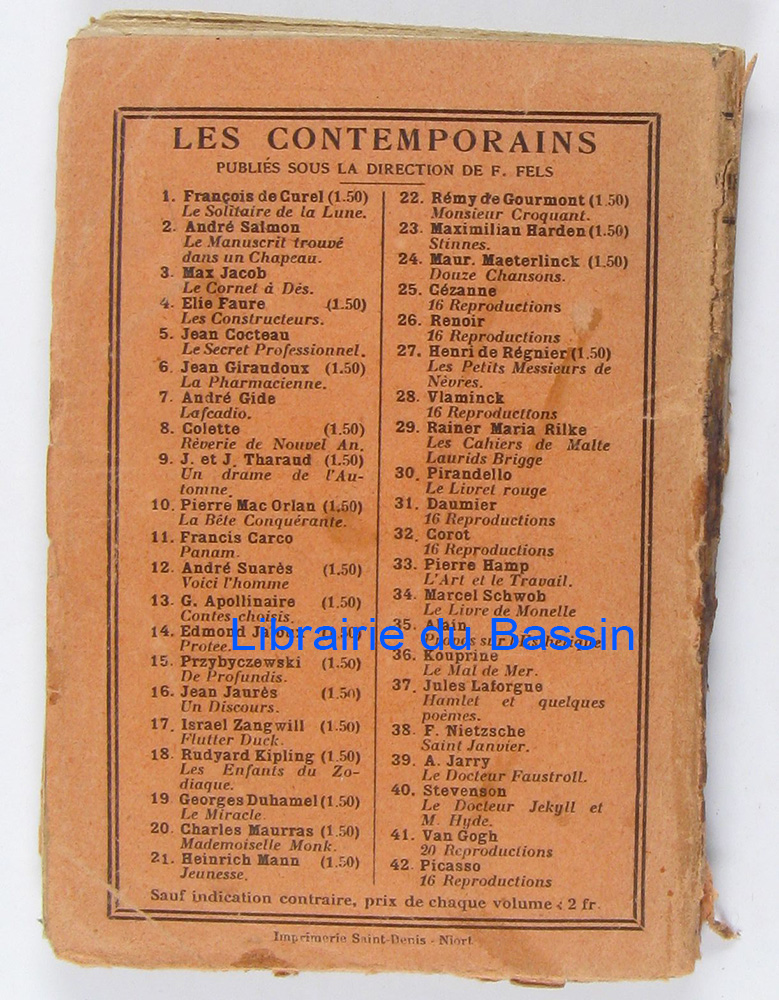 LES CONTEMPORAINS
PUBLIÉS SOUS LA DIRECTION DE F. FELS
1. François de Curel (1.50)
Le Solitaire de la Lune.
2. André Salmon
Le Manuscrit trouvé
dans un Chapeau.
3. Max Jacob
Le Cornet à Dés.
4. Elie Faure (1.50)
Les Constructeurs.
5. Jean Cocteau
Le Secret Professionnel.
6. Jean Giraudoux (1.50)
La Pharmacienne.
7. André Gide
Lafcadio.
8. Colette (1.50)
Rêverie de Nouvel An.
9. J. et J. Tharaud (1.50)
Un drame de l'Au-
tomne.
10. Pierre Mac Orlan (1.50)
La Bête Conquérante.
11. Francis Carco
Panam.
12. André Suarès (1.50)
Voici l'homme
13. G. Apollinaire (1.50)
Contes choisis.
14. Edmond Jaloux (1.50)
Protée.
15. Przybyczewski (1.50)
De Profundis.
16. Jean Jaurès (1.50)
Un Discours.
17. Israel Zangwill (1.50)
Flutter Duck.
18. Rudyard Kipling (1.50)
Les Enfants du Zo-
diaque.
19. Georges Duhamel (1.50)
Le Miracle.
20. Charles Maurras (1.50)
Mademoiselle Monk.
21. Heinrich Mann (1.50)
Jeunesse.
22. Rémy de Gourmont (1.50)
Monsieur Croquant.
23. Maximilian Harden (1.50)
Stinnes.
24. Maur. Maeterlinck (1.50)
Douze Chansons.
25. Cézanne
16 Reproductions
26. Renoir
16 Reproductions
27. Henri de Régnier (1.50)
Les Petits Messieurs de
Nèvres.
28. Vlaminck
16 Reproductions
29. Rainer Maria Rilke
Les Cahiers de Malte
Laurids Brigge
30. Pirandello
Le Livret rouge
31. Daumier
16 Reproductions
32. Corot
16 Reproductions
33. Pierre Hamp
L'Art et le Travail.
34. Marcel Schwob
Le Livre de Monelle
35. Alain
Propos sur l'Esthétique
36. Kouprine
Le Mal de Mer.
37. Jules Laforgue
Hamlet et quelques
poèmes.
38. F. Nietzsche
Saint Janvier.
39. A. Jarry
Le Docteur Faustroll.
40. Stevenson
Le Docteur Jekyll et
M. Hyde.
41. Van Gogh
20 Reproductions
42. Picasso
16 Reproductions
Sauf indication contraire, prix de chaque volume : 2 fr.
Imprimerie Saint-Denis - Niort
Librairie du Bassin